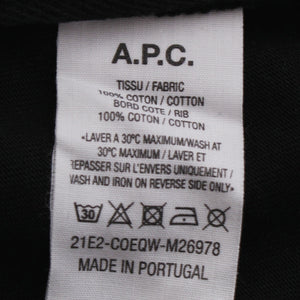 A.P.C.
TISSU / FABRIC
100% COTON / COTTON
BORD COTE / RIB
100% COTON / COTTON
*LAVER A 30°C MAXIMUM/WASH AT
30°C MAXIMUM / LAVER ET
REPASSER SUR L'ENVERS UNIQUEMENT /
WASH AND IRON ON REVERSE SIDE ONLY*
30
21E2-COEQW-M26978
MADE IN PORTUGAL